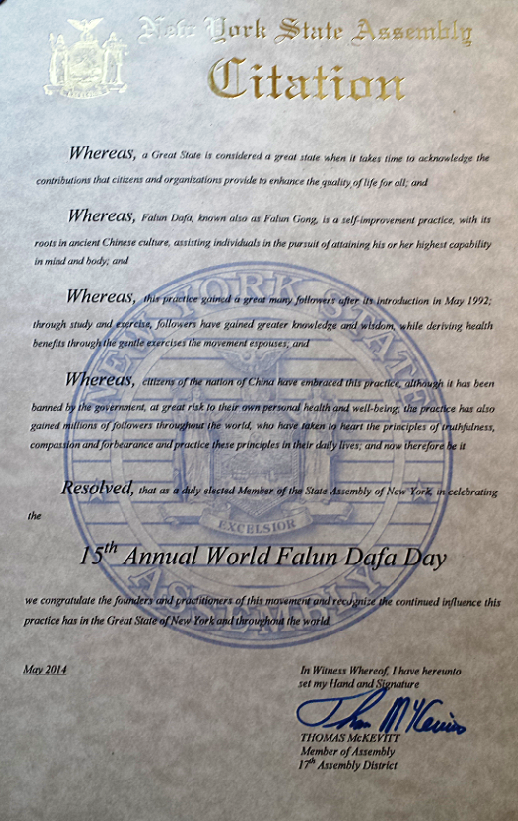 New York State Assembly
Citation
Whereas, a Great State is considered a great state when it takes time to acknowledge the
contributions that citizens and organizations provide to enhance the quality of life for all; and
Whereas, Falun Dafa, known also as Falun Gong, is a self-improvement practice, with its
roots in ancient Chinese culture, assisting individuals in the pursuit of attaining his or her highest capability
in mind and body; and
Whereas, this practice gained a great many followers after its introduction in May 1992;
through study and exercise, followers have gained greater knowledge and wisdom, while deriving health
benefits through the gentle exercises the movement espouses; and
Whereas, citizens of the nation of China have embraced this practice, although it has been
banned by the government, at great risk to their own personal health and well-being, the practice has also
gained millions of followers throughout the world, who have taken to heart the principles of truthfulness,
compassion and forbearance and practice these principles in their daily lives; and now therefore be it
Resolved, that as a duly elected Member of the State Assembly of New York, in celebrating
the
15th Annual World Falun Dafa Day
we congratulate the founders and practitioners of this movement and recognize the continued influence this
practice has in the Great State of New York and throughout the world
NEW YORK STATE
EXCELSIOR
ASSEMBLY
May 2014
In Witness Whereof, I have hereunto
set my Hand and Signature
Thom McKevitt
THOMAS McKEVITT
Member of Assembly
17th Assembly District